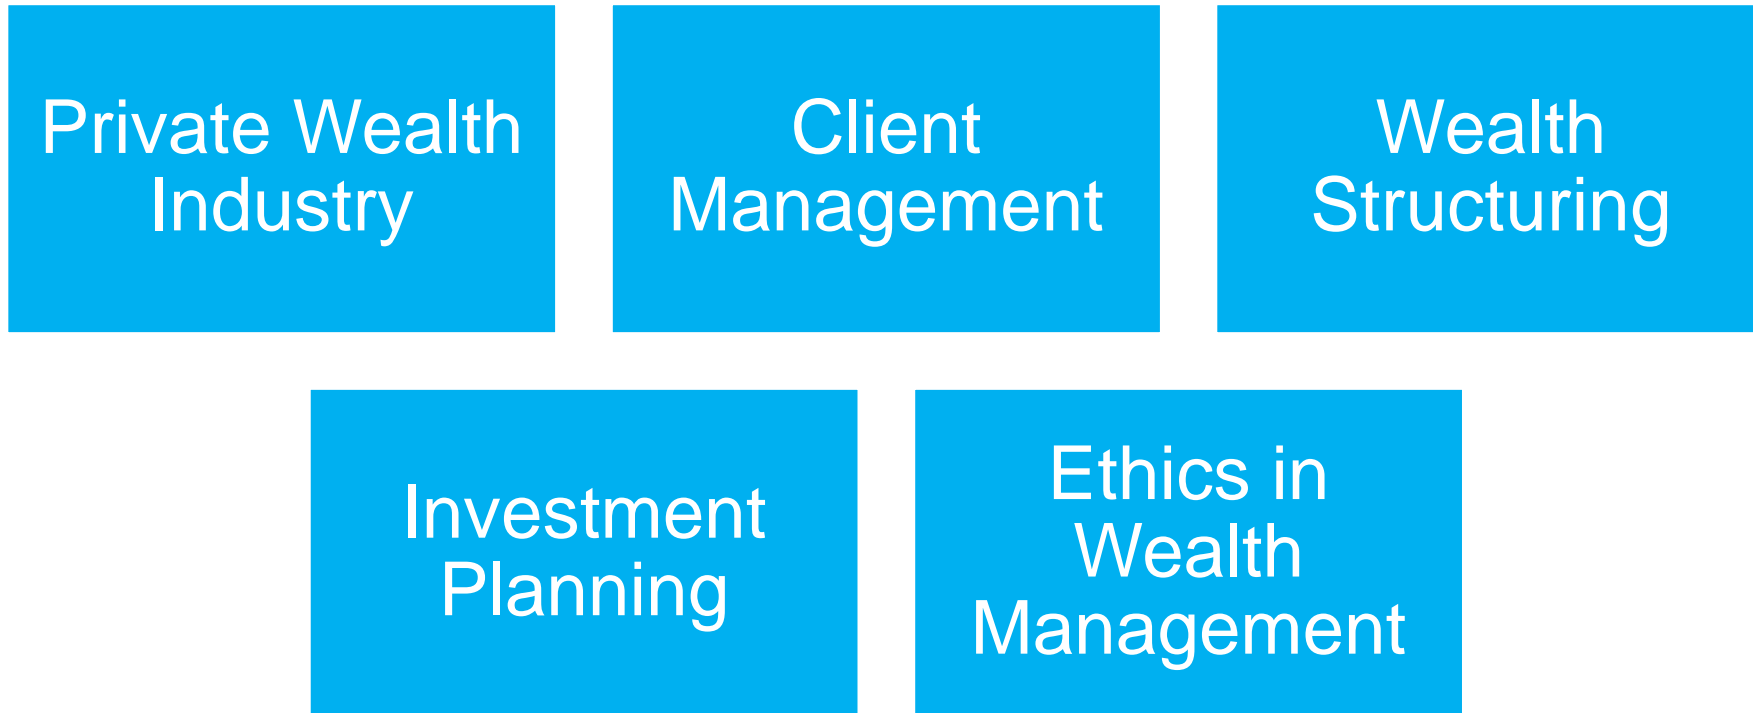 Private Wealth
Industry
Client
Management
Wealth
Structuring
Investment
Planning
Ethics in
Wealth
Management